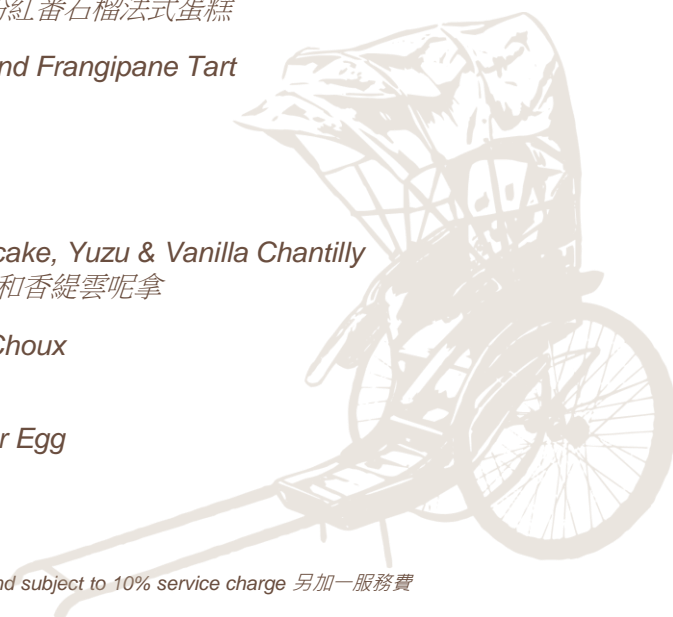 粉紅番石榴法式蛋糕
nd Frangipane Tart
cake, Yuzu & Vanilla Chantilly
和香緹雲呢拿
Choux
r Egg
nd subject to 10% service charge 另加一服務費